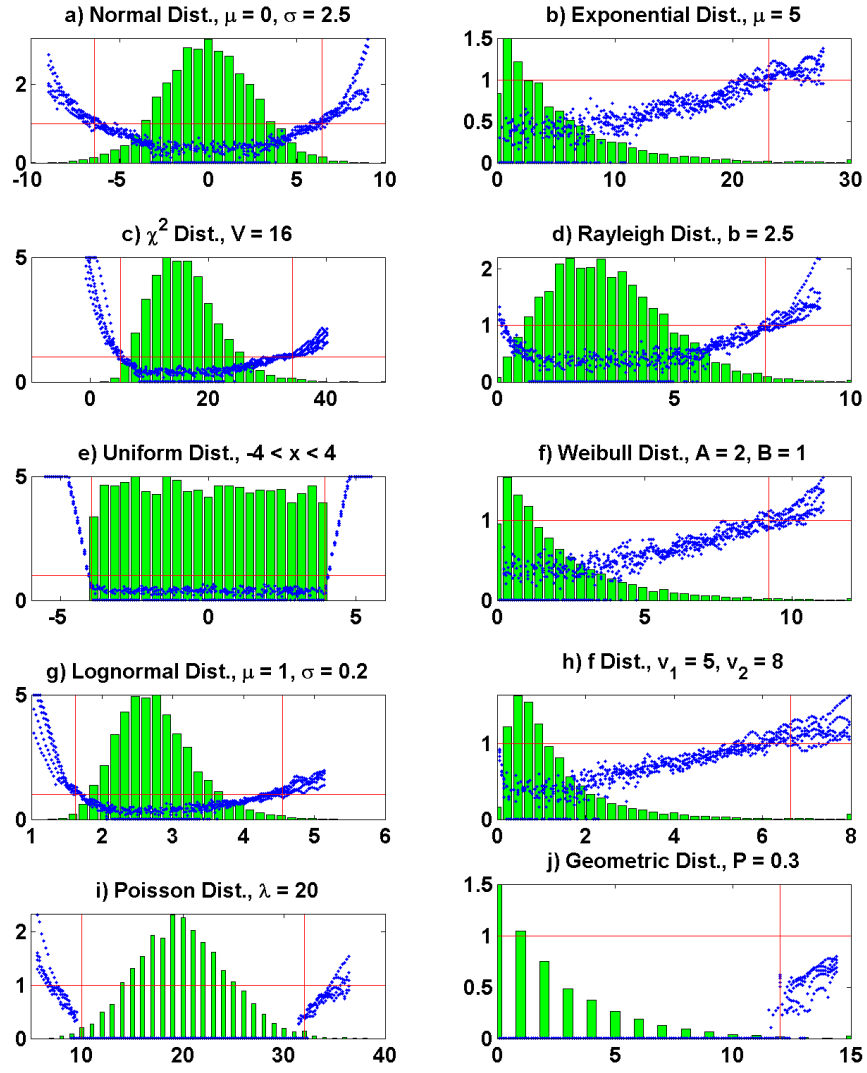 a) Normal Dist., μ = 0, σ = 2.5
2
1
0
-10 -5 0 5 10
b) Exponential Dist., μ = 5
1.5
1
0.5
0
0 10 20 30
c) χ² Dist., V = 16
5
1
0
0 20 40
d) Rayleigh Dist., b = 2.5
2
1
0
0 5 10
e) Uniform Dist., -4 < x < 4
5
1
0
-5 0 5
f) Weibull Dist., A = 2, B = 1
1
0
0 5 10
g) Lognormal Dist., μ = 1, σ = 0.2
5
1
0
1 2 3 4 5 6
h) f Dist., v₁ = 5, v₂ = 8
1
0
0 2 4 6 8
i) Poisson Dist., λ = 20
2
1
0
10 20 30 40
j) Geometric Dist., P = 0.3
1.5
1
0.5
0
0 5 10 15